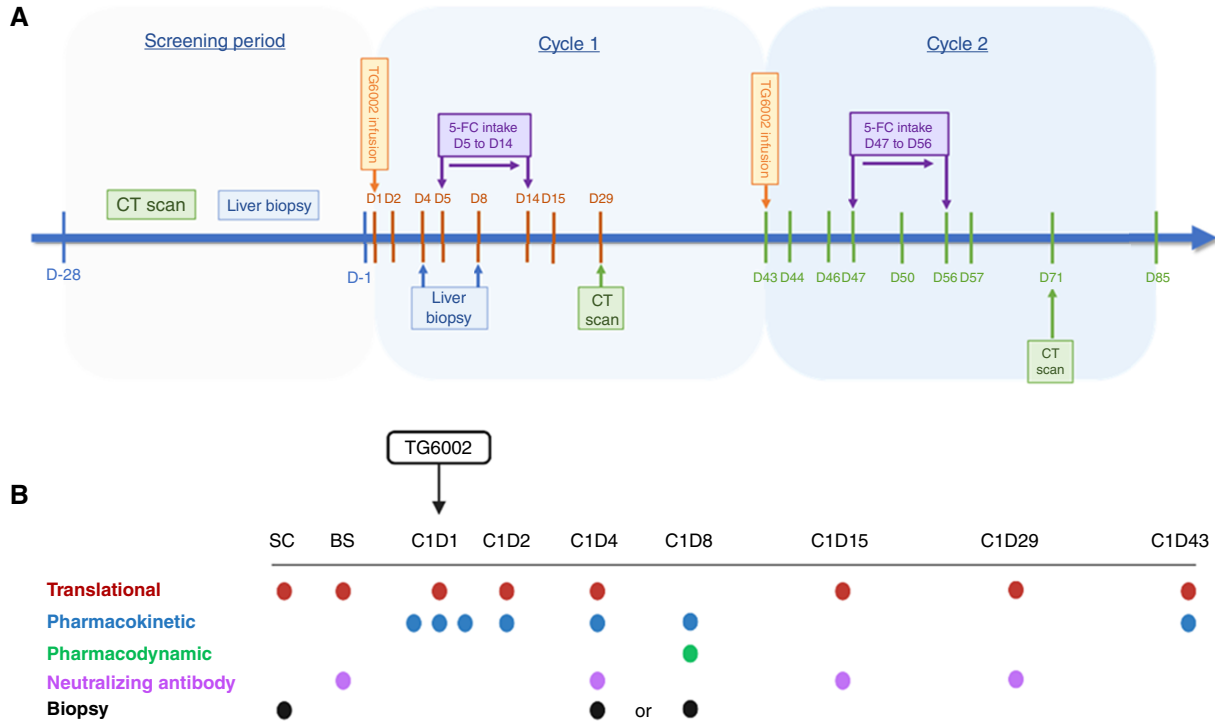 A
Screening period
Cycle 1
Cycle 2
TG6002 infusion
TG6002 infusion
5-FC intake
D5 to D14
5-FC intake
D47 to D56
CT scan
Liver biopsy
D1 D2 D4 D5 D8 D14 D15 D29
D-28 D-1
D43 D44 D46 D47 D50 D56 D57 D71 D85
Liver
biopsy
CT
scan
CT
scan
TG6002
B
SC BS C1D1 C1D2 C1D4 C1D8 C1D15 C1D29 C1D43
Translational
Pharmacokinetic
Pharmacodynamic
Neutralizing antibody
Biopsy or